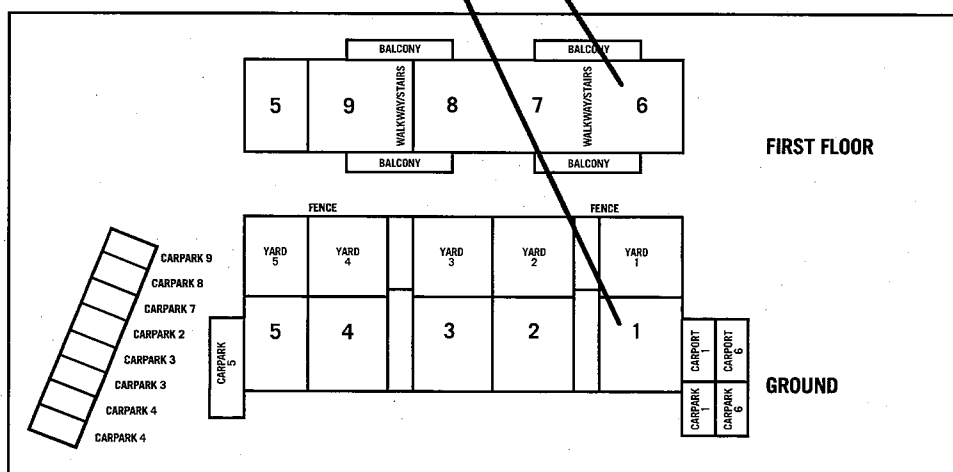 BALCONY
BALCONY
5
9
WALKWAY/STAIRS
8
7
WALKWAY/STAIRS
6
FIRST FLOOR
BALCONY
BALCONY
FENCE
FENCE
YARD
5
YARD
4
YARD
3
YARD
2
YARD
1
CARPARK 9
CARPARK 8
CARPARK 7
CARPARK 2
CARPARK 3
CARPARK 3
CARPARK 4
CARPARK 4
CARPARK
5
5
4
3
2
1
CARPORT
1
CARPORT
6
CARPARK
1
CARPARK
6
GROUND